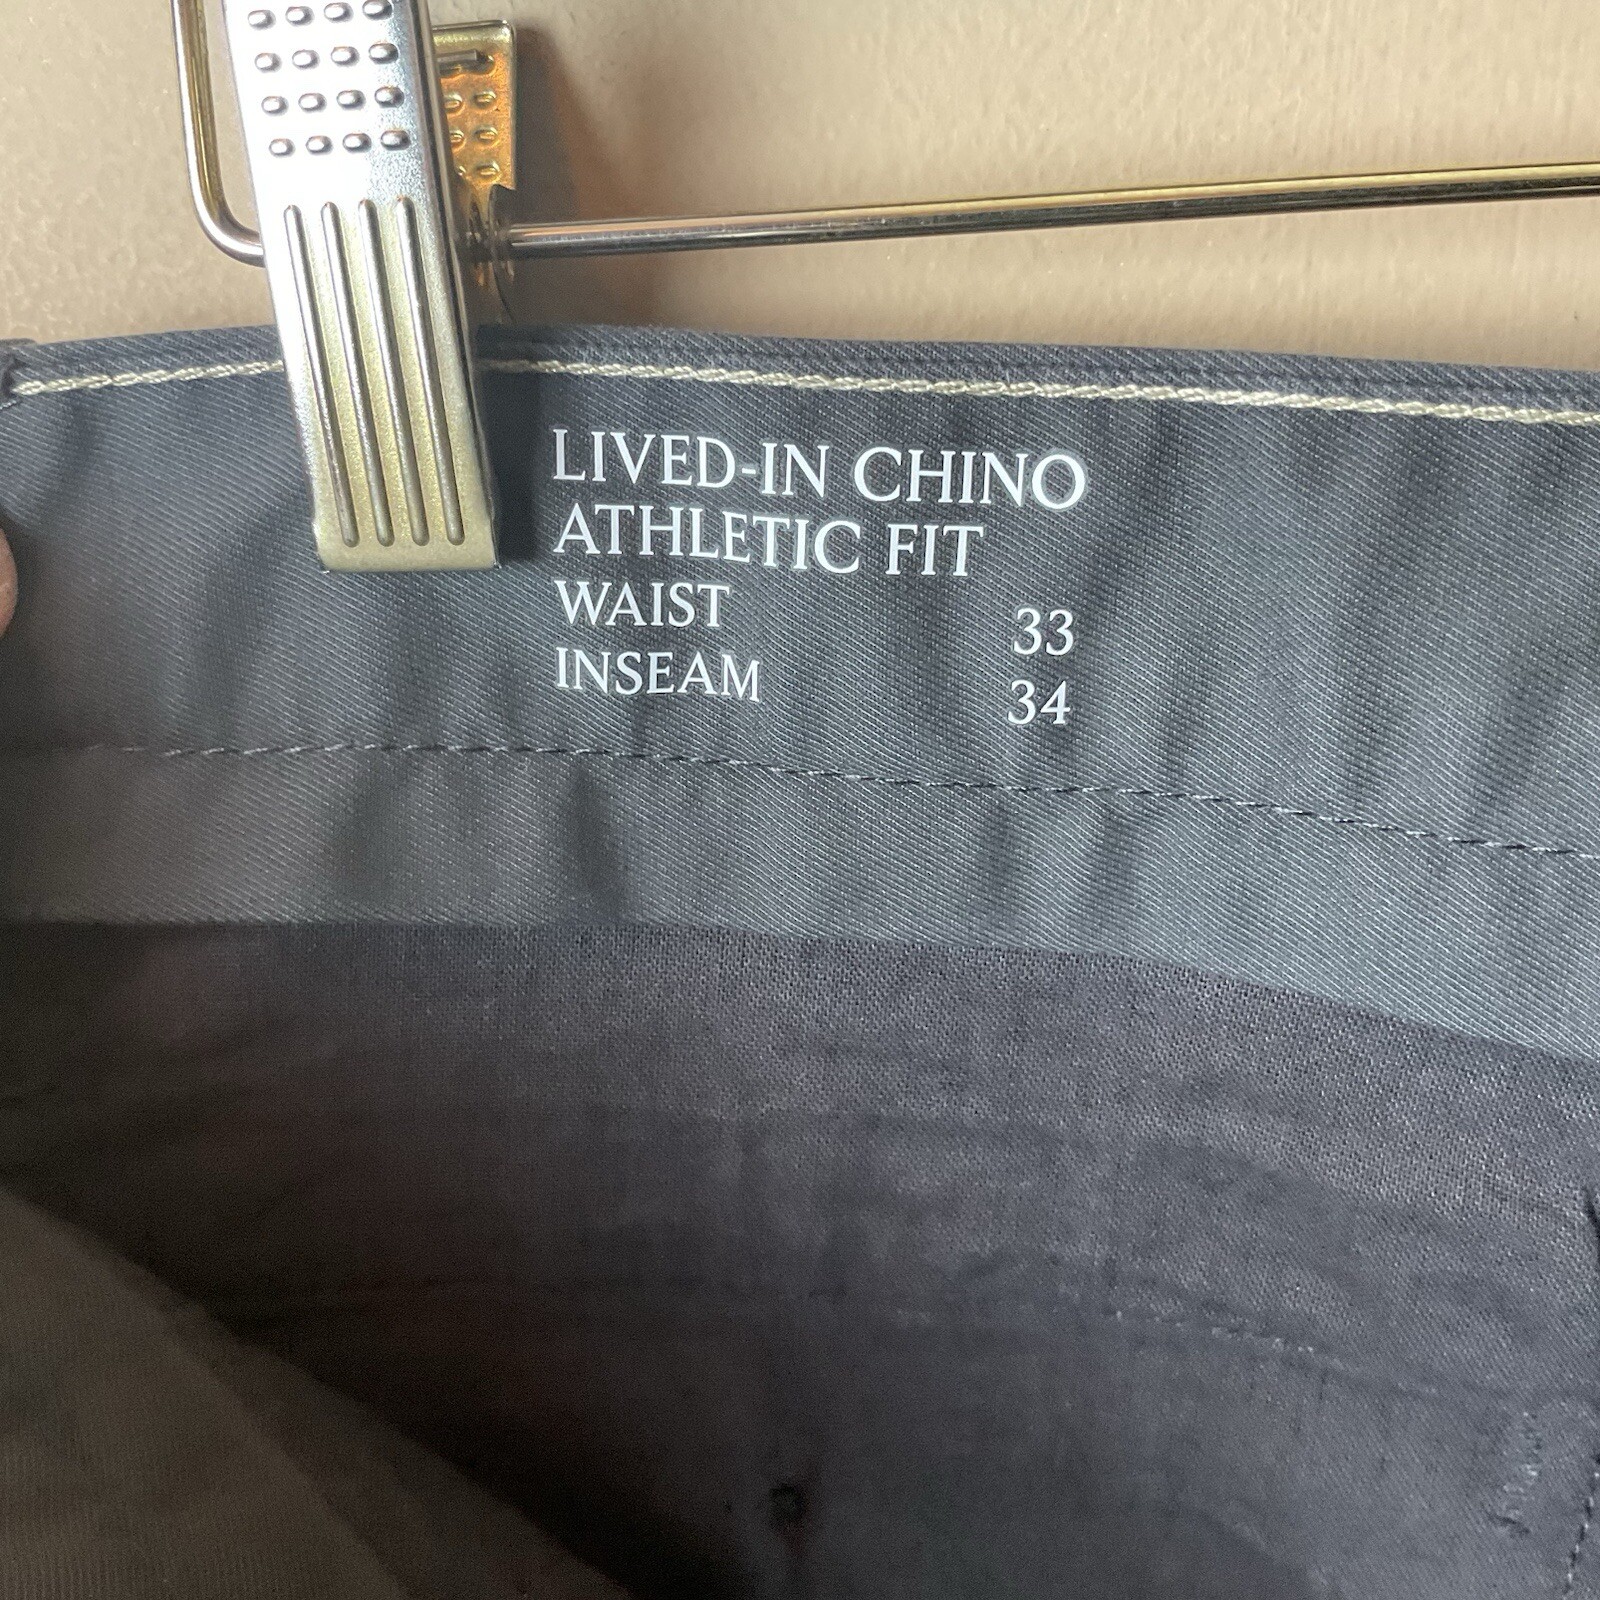 LIVED-IN CHINO
ATHLETIC FIT
WAIST 33
INSEAM 34